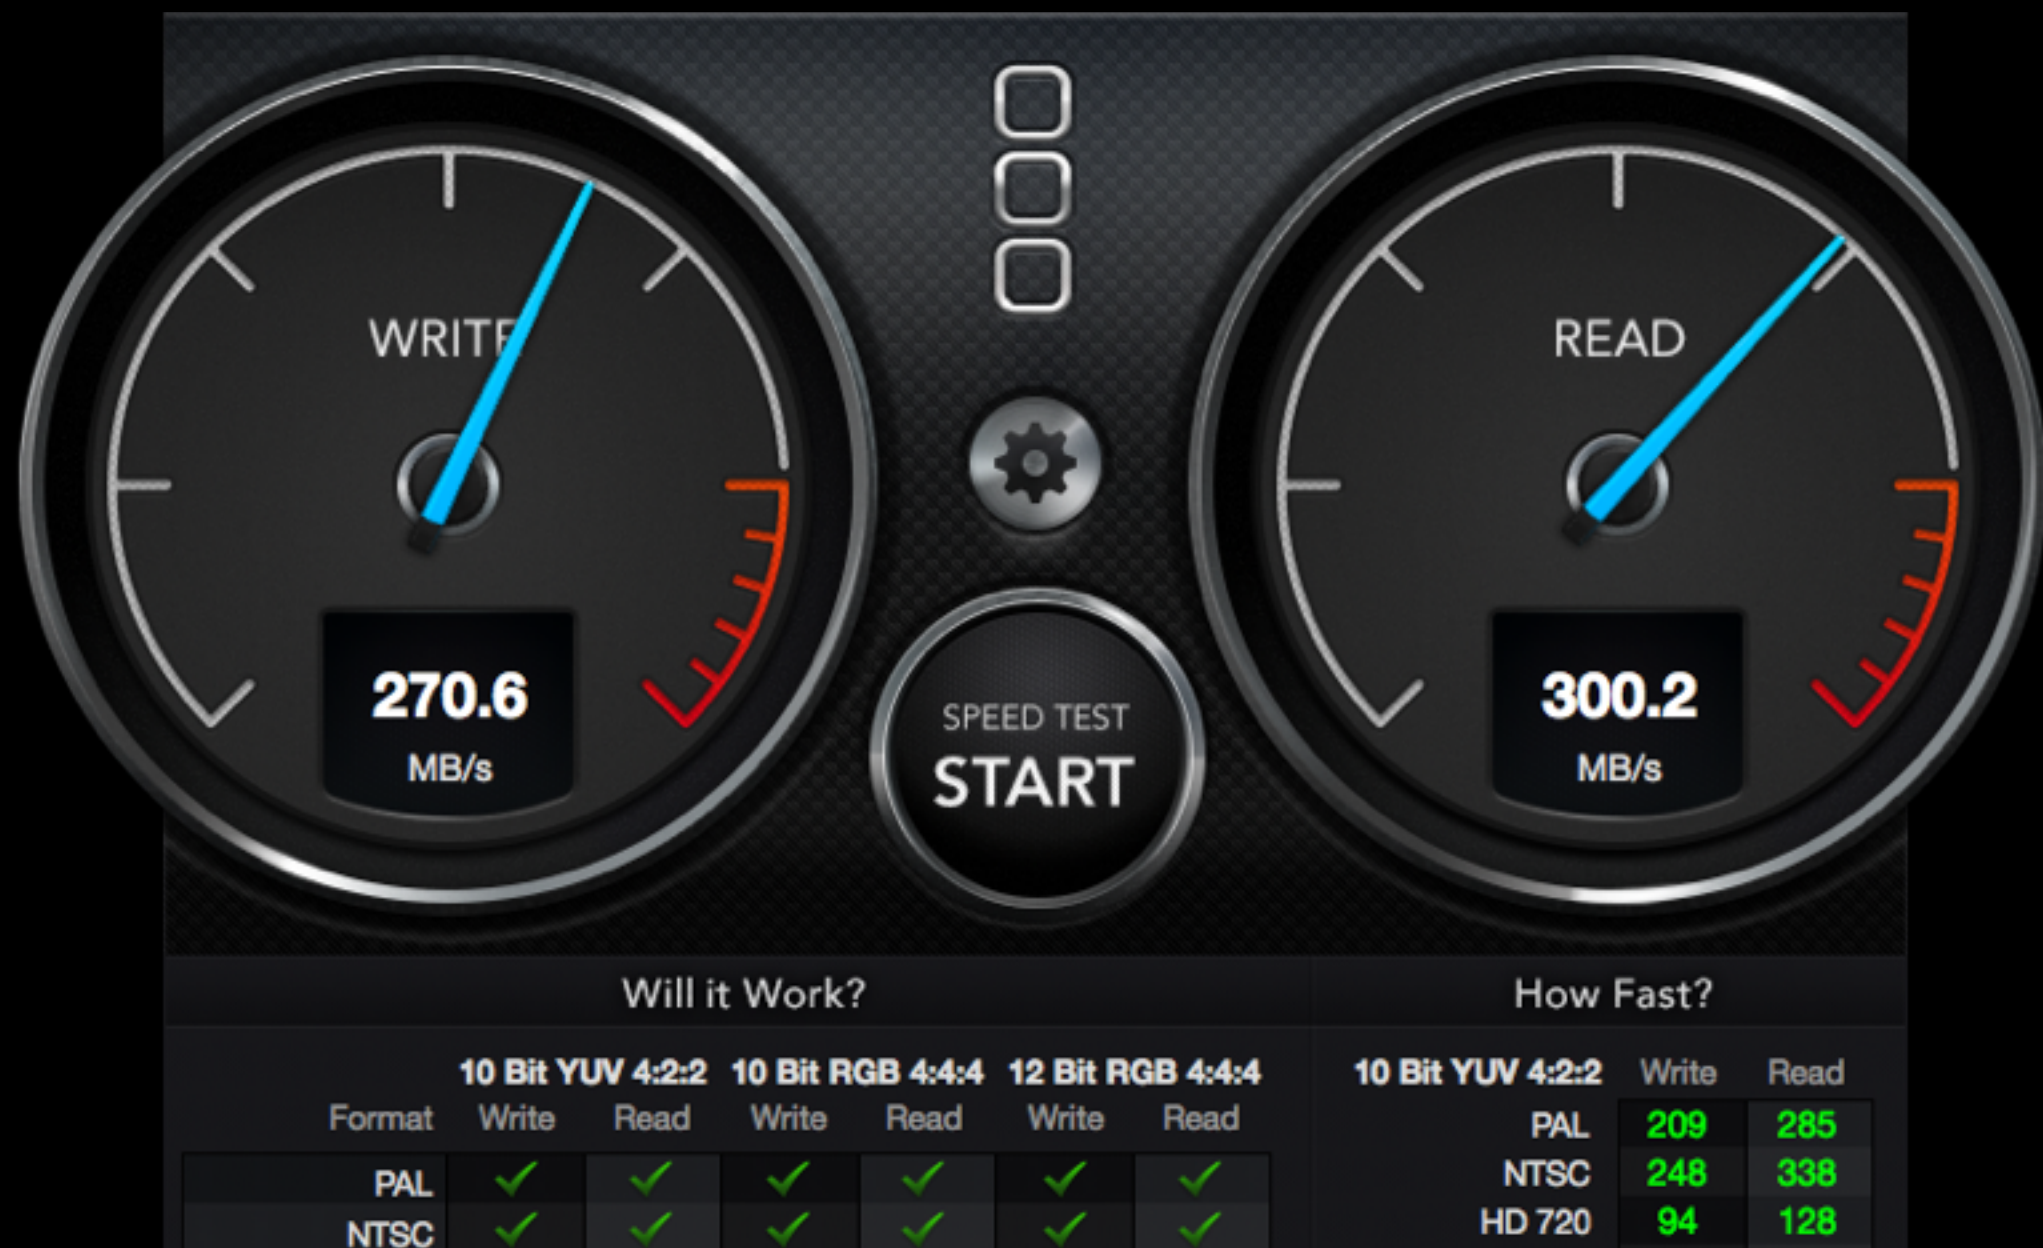 WRITE
READ
270.6
MB/s
300.2
MB/s
SPEED TEST
START
Will it Work?
How Fast?
10 Bit YUV 4:2:2 10 Bit RGB 4:4:4 12 Bit RGB 4:4:4
Format Write Read Write Read Write Read
PAL
NTSC
10 Bit YUV 4:2:2 Write Read
PAL 209 285
NTSC 248 338
HD 720 94 128